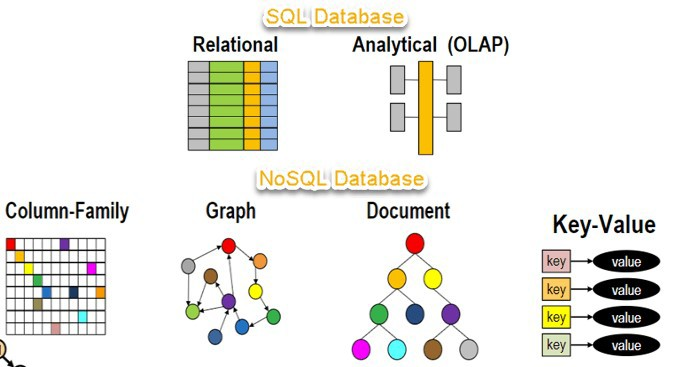 SQL Database
Relational
Analytical (OLAP)
NoSQL Database
Column-Family
Graph
Document
Key-Value
key value
key value
key value
key value